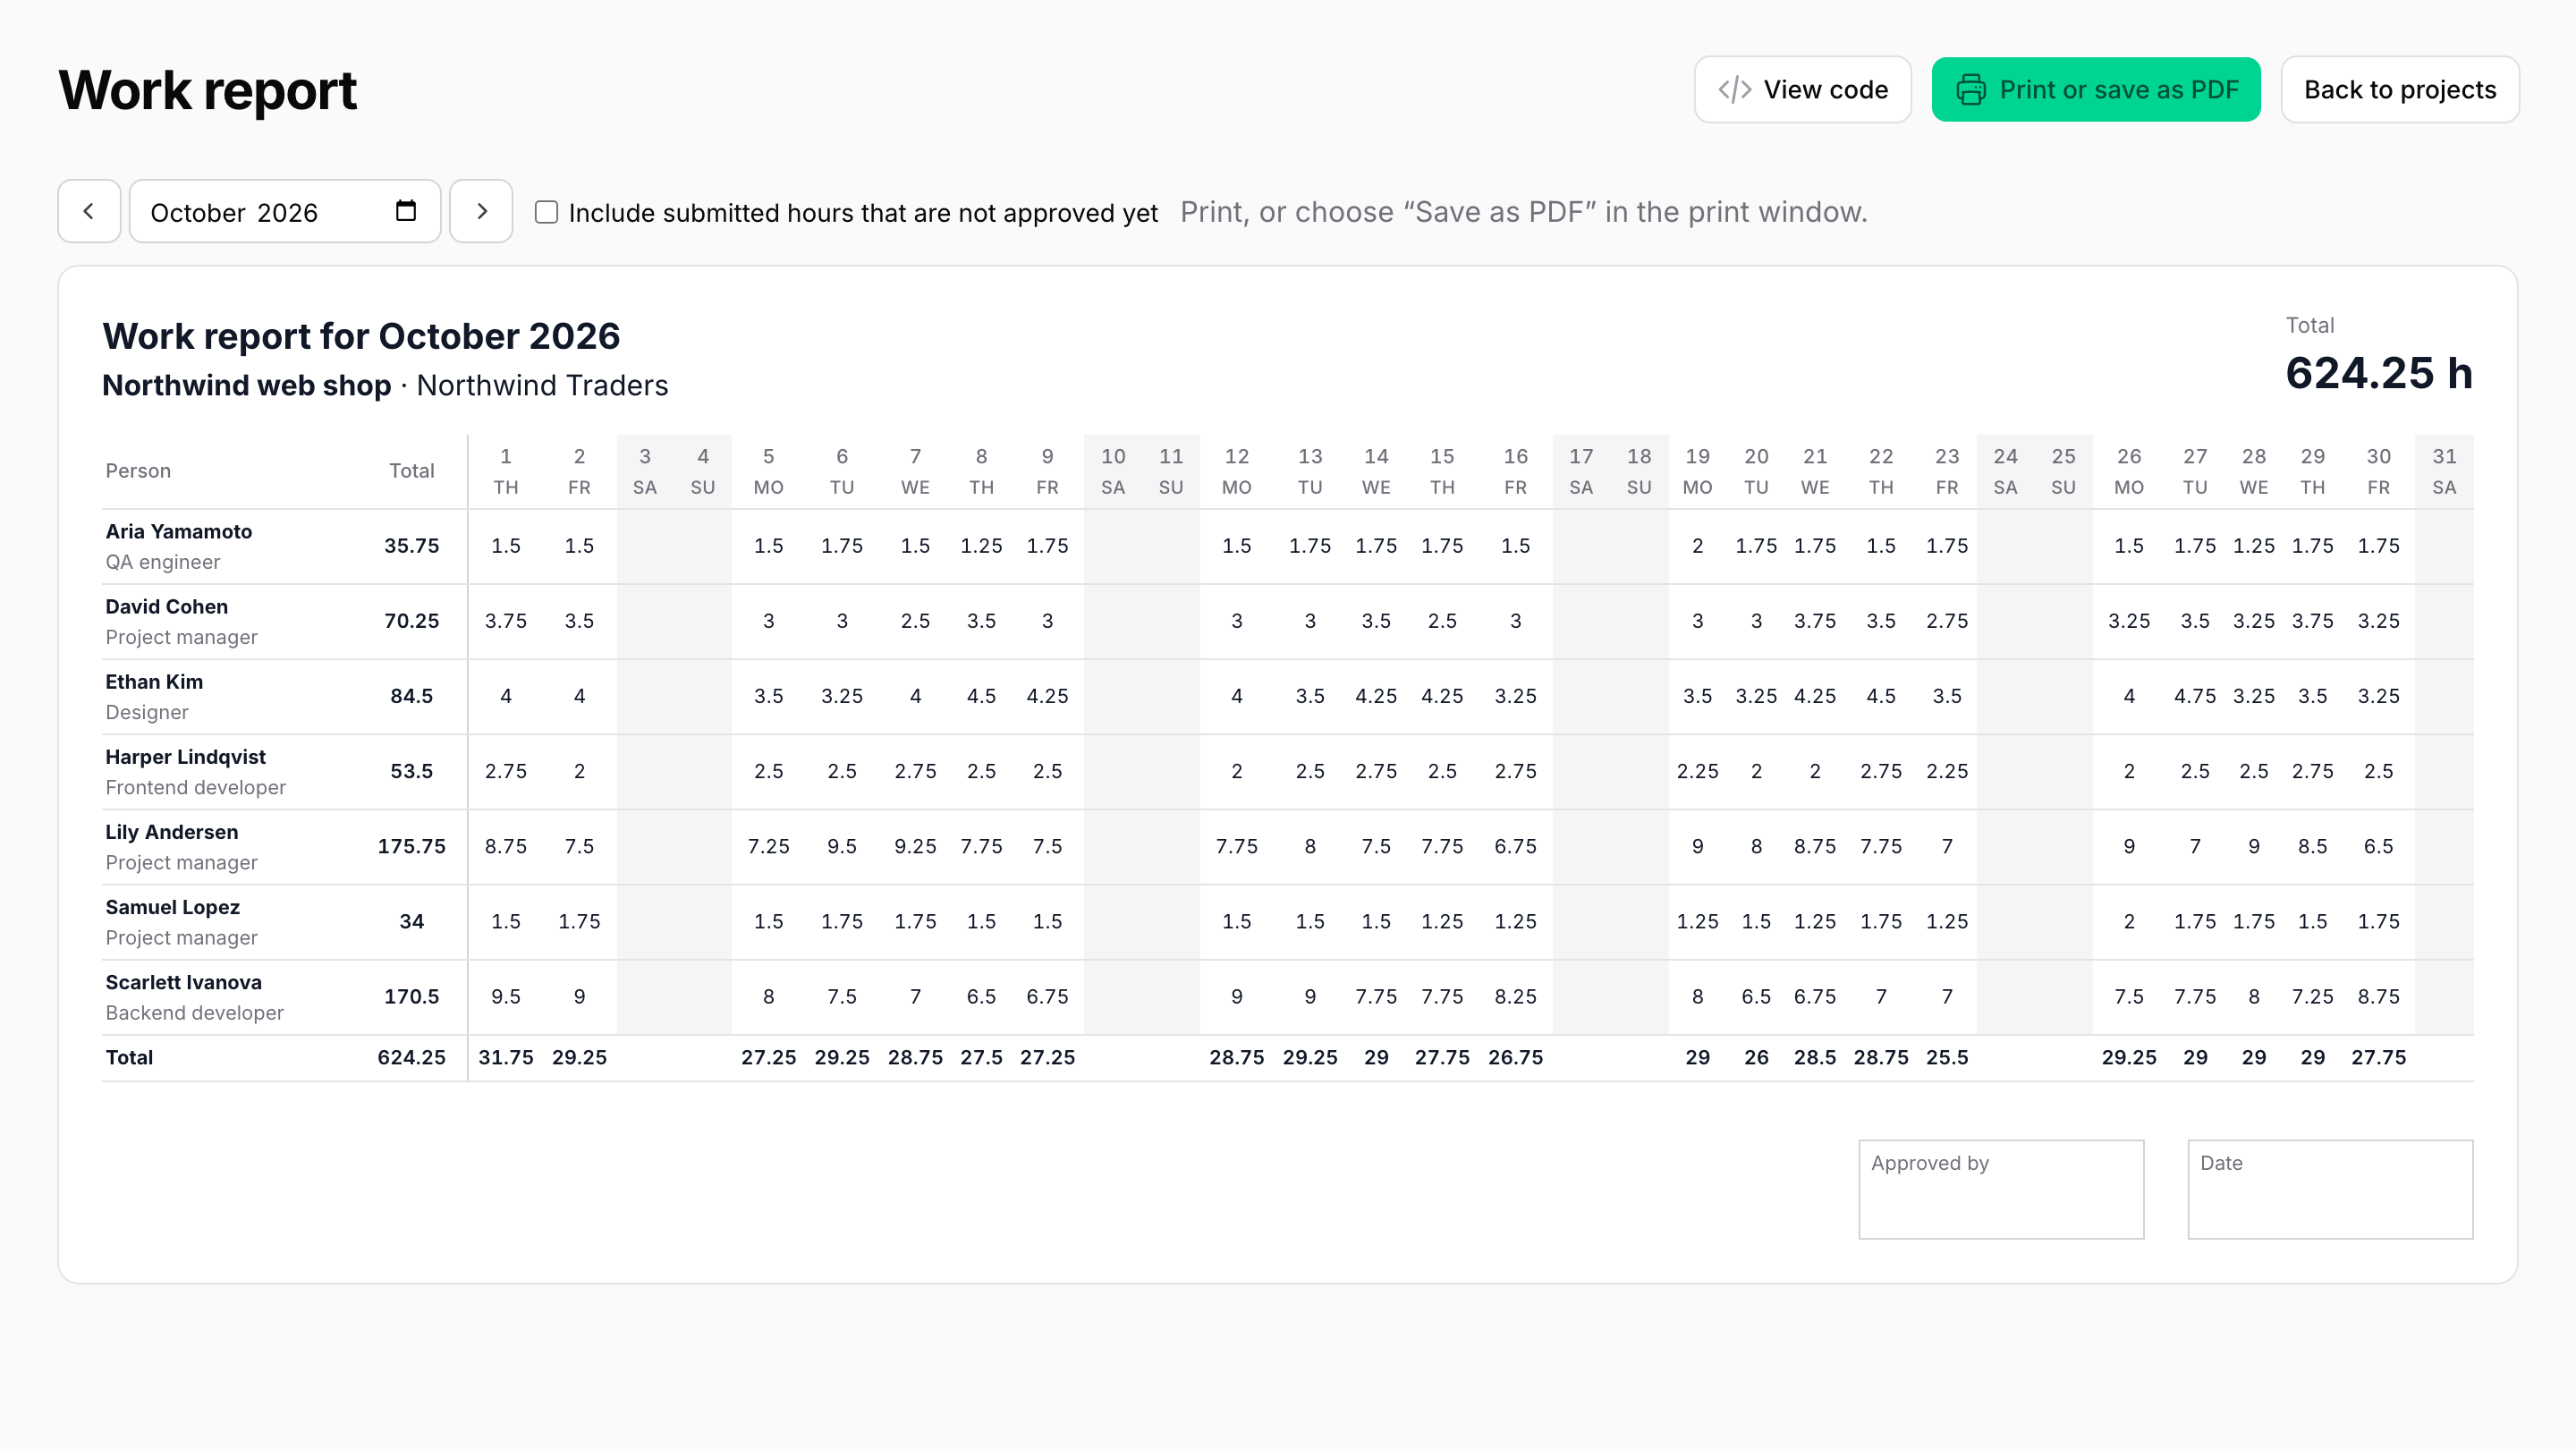 Work report
View code
Print or save as PDF
Back to projects
October 2026
Include submitted hours that are not approved yet
Print, or choose “Save as PDF” in the print window.
Work report for October 2026
Northwind web shop · Northwind Traders
Total
624.25 h
Person Total 1 2 3 4 5 6 7 8 9 10 11 12 13 14 15 16 17 18 19 20 21 22 23 24 25 26 27 28 29 30 31
TH FR SA SU MO TU WE TH FR SA SU MO TU WE TH FR SA SU MO TU WE TH FR SA SU MO TU WE TH FR SA
Aria Yamamoto
QA engineer
35.75 1.5 1.5 1.5 1.75 1.5 1.25 1.75 1.5 1.75 1.75 1.75 1.5 2 1.75 1.75 1.5 1.75 1.5 1.75 1.25 1.75 1.75
David Cohen
Project manager
70.25 3.75 3.5 3 3 2.5 3.5 3 3 3 3.5 2.5 3 3 3 3.75 3.5 2.75 3.25 3.5 3.25 3.75 3.25
Ethan Kim
Designer
84.5 4 4 3.5 3.25 4 4.5 4.25 4 3.5 4.25 4.25 3.25 3.5 3.25 4.25 4.5 3.5 4 4.75 3.25 3.5 3.25
Harper Lindqvist
Frontend developer
53.5 2.75 2 2.5 2.5 2.75 2.5 2.5 2 2.5 2.75 2.5 2.75 2.25 2 2 2.75 2.25 2 2.5 2.5 2.75 2.5
Lily Andersen
Project manager
175.75 8.75 7.5 7.25 9.5 9.25 7.75 7.5 7.75 8 7.5 7.75 6.75 9 8 8.75 7.75 7 9 7 9 8.5 6.5
Samuel Lopez
Project manager
34 1.5 1.75 1.5 1.75 1.75 1.5 1.5 1.5 1.5 1.5 1.25 1.25 1.25 1.5 1.25 1.75 1.25 2 1.75 1.75 1.5 1.75
Scarlett Ivanova
Backend developer
170.5 9.5 9 8 7.5 7 6.5 6.75 9 9 7.75 7.75 8.25 8 6.5 6.75 7 7 7.5 7.75 8 7.25 8.75
Total 624.25 31.75 29.25 27.25 29.25 28.75 27.5 27.25 28.75 29.25 29 27.75 26.75 29 26 28.5 28.75 25.5 29.25 29 29 29 27.75
Approved by
Date